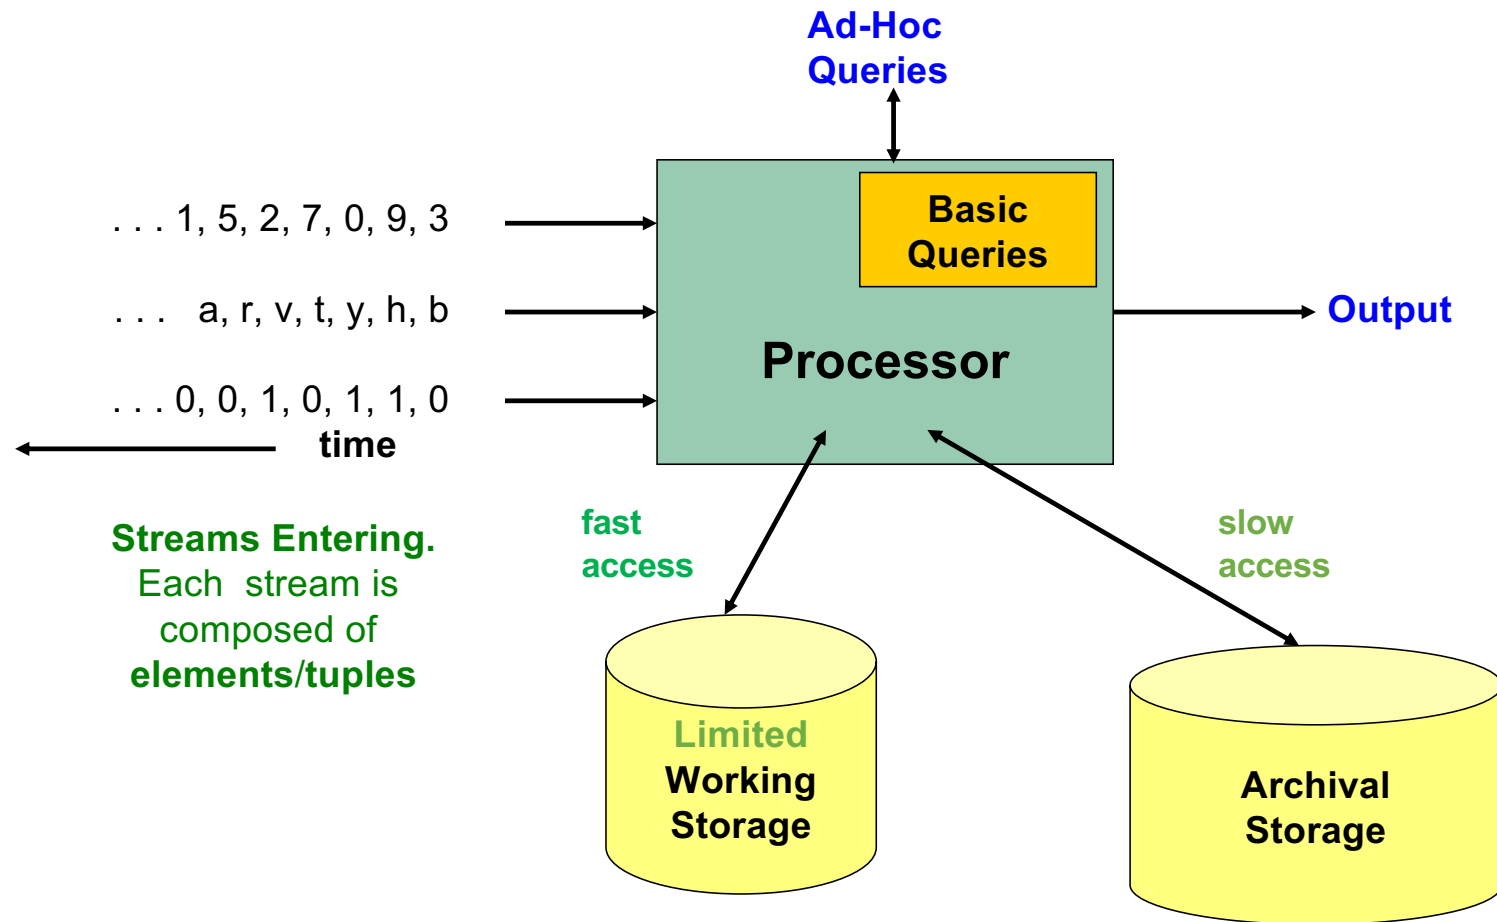 Ad-Hoc
Queries
Basic
Queries
. . . 1, 5, 2, 7, 0, 9, 3
. . . a, r, v, t, y, h, b
. . . 0, 0, 1, 0, 1, 1, 0
time
Processor
Output
Streams Entering.
Each stream is
composed of
elements/tuples
fast
access
slow
access
Limited
Working
Storage
Archival
Storage